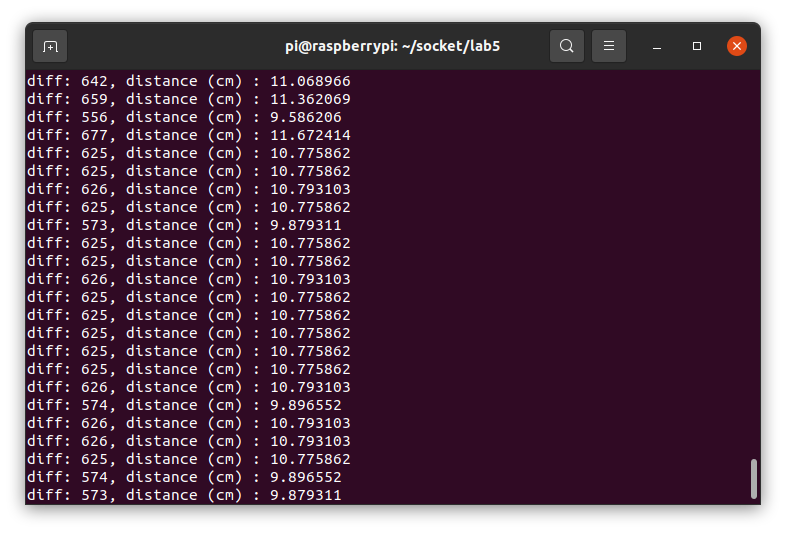 pi@raspberrypi: ~/socket/lab5
diff: 642, distance (cm) : 11.068966
diff: 659, distance (cm) : 11.362069
diff: 556, distance (cm) : 9.586206
diff: 677, distance (cm) : 11.672414
diff: 625, distance (cm) : 10.775862
diff: 625, distance (cm) : 10.775862
diff: 626, distance (cm) : 10.793103
diff: 625, distance (cm) : 10.775862
diff: 573, distance (cm) : 9.879311
diff: 625, distance (cm) : 10.775862
diff: 625, distance (cm) : 10.775862
diff: 626, distance (cm) : 10.793103
diff: 625, distance (cm) : 10.775862
diff: 625, distance (cm) : 10.775862
diff: 625, distance (cm) : 10.775862
diff: 625, distance (cm) : 10.775862
diff: 625, distance (cm) : 10.775862
diff: 626, distance (cm) : 10.793103
diff: 574, distance (cm) : 9.896552
diff: 626, distance (cm) : 10.793103
diff: 626, distance (cm) : 10.793103
diff: 625, distance (cm) : 10.775862
diff: 574, distance (cm) : 9.896552
diff: 573, distance (cm) : 9.879311